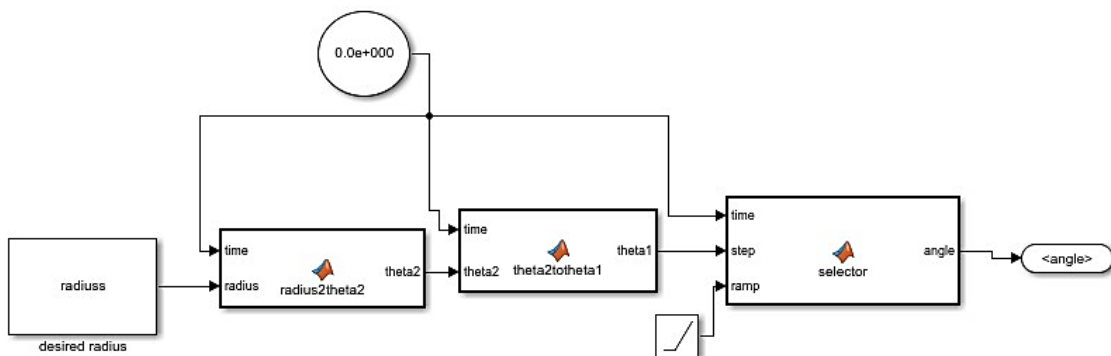 0.0e+000
time
radius
theta2
radius2theta2
time
theta2
theta1
theta2totheta1
time
step
ramp
angle
selector
<angle>
radiuss
desired radius